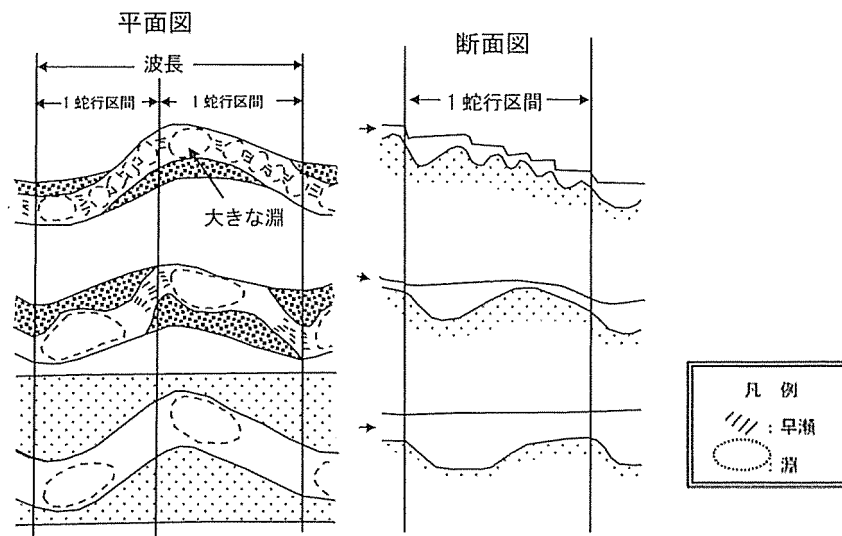 平面図
断面図
波長
1蛇行区間
1蛇行区間
1蛇行区間
大きな淵
凡 例
: 早瀬
: 淵